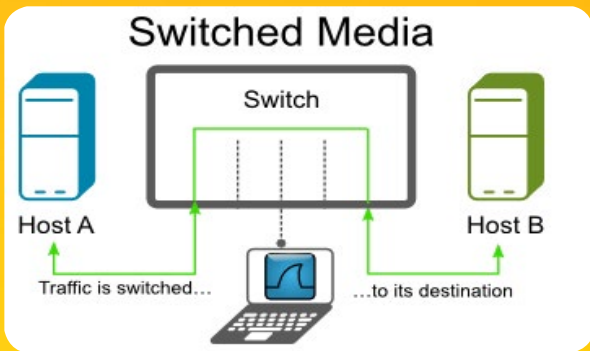 Switched Media
Switch
Host A
Host B
Traffic is switched...
...to its destination